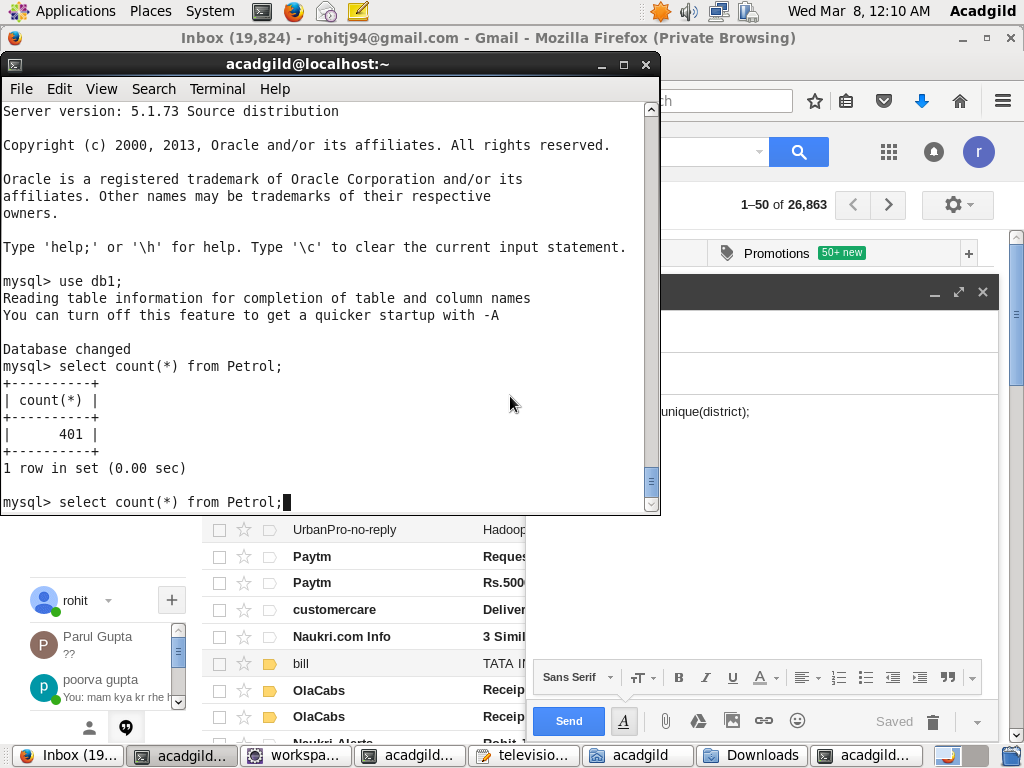 Applications Places System
Wed Mar 8, 12:10 AM Acadgild
Inbox (19,824) - rohitj94@gmail.com - Gmail - Mozilla Firefox (Private Browsing)
acadgild@localhost:~
File Edit View Search Terminal Help
Server version: 5.1.73 Source distribution
Copyright (c) 2000, 2013, Oracle and/or its affiliates. All rights reserved.
Oracle is a registered trademark of Oracle Corporation and/or its
affiliates. Other names may be trademarks of their respective
owners.
Type 'help;' or '\h' for help. Type '\c' to clear the current input statement.
mysql> use db1;
Reading table information for completion of table and column names
You can turn off this feature to get a quicker startup with -A
Database changed
mysql> select count(*) from Petrol;
+----------+
| count(*) |
+----------+
| 401 |
+----------+
1 row in set (0.00 sec)
mysql> select count(*) from Petrol;
r
1–50 of 26,863
Promotions 50+ new
unique(district);
UrbanPro-no-reply Hadoop
Paytm Reques
Paytm Rs.500
customercare Deliver
Naukri.com Info 3 Simil
bill TATA
OlaCabs Receip
OlaCabs Receip
Naukri Alerts
rohit
P Parul Gupta
??
poorva gupta
You: mam kya kr rhe h
Sans Serif
B I U A
Send A Saved
Inbox (19... acadgild... workspa... acadgild... televisio... acadgild Downloads acadgild...